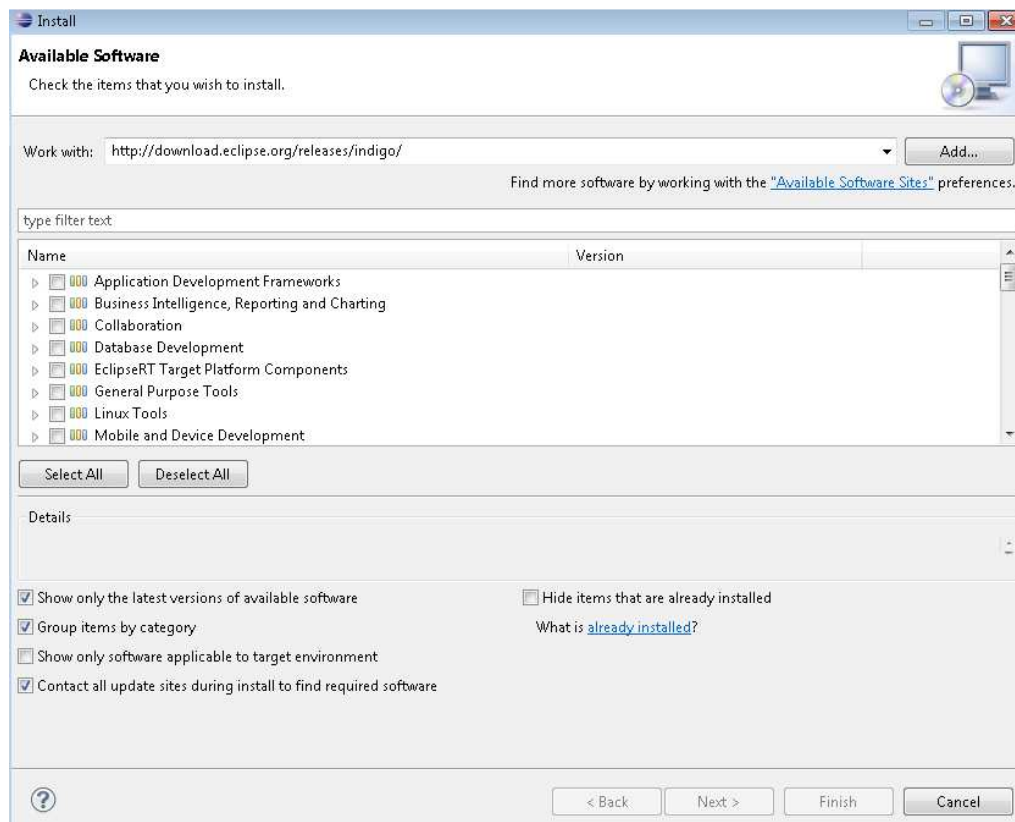 Install
Available Software
Check the items that you wish to install.
Work with: http://download.eclipse.org/releases/indigo/ Add...
Find more software by working with the "Available Software Sites" preferences.
type filter text
Name Version
Application Development Frameworks
Business Intelligence, Reporting and Charting
Collaboration
Database Development
EclipseRT Target Platform Components
General Purpose Tools
Linux Tools
Mobile and Device Development
Select All Deselect All
Details
Show only the latest versions of available software Hide items that are already installed
Group items by category What is already installed?
Show only software applicable to target environment
Contact all update sites during install to find required software
? < Back Next > Finish Cancel